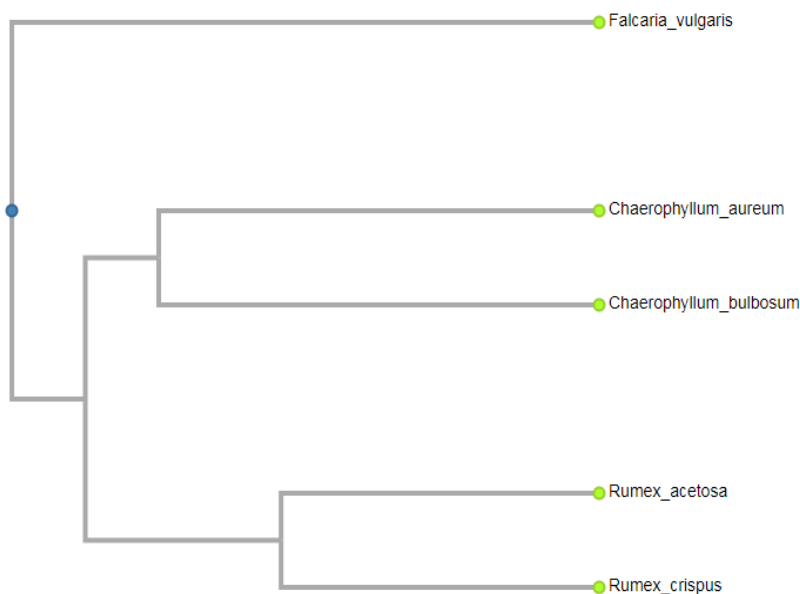 Falcaria_vulgaris
Chaerophyllum_aureum
Chaerophyllum_bulbosum
Rumex_acetosa
Rumex_crispus